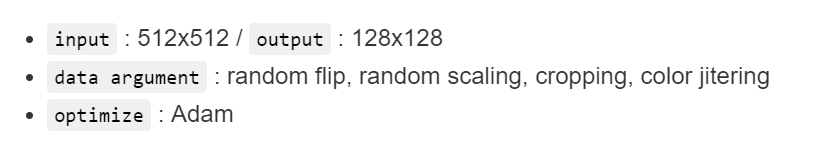 input : 512x512 / output : 128x128
data argument : random flip, random scaling, cropping, color jitering
optimize : Adam